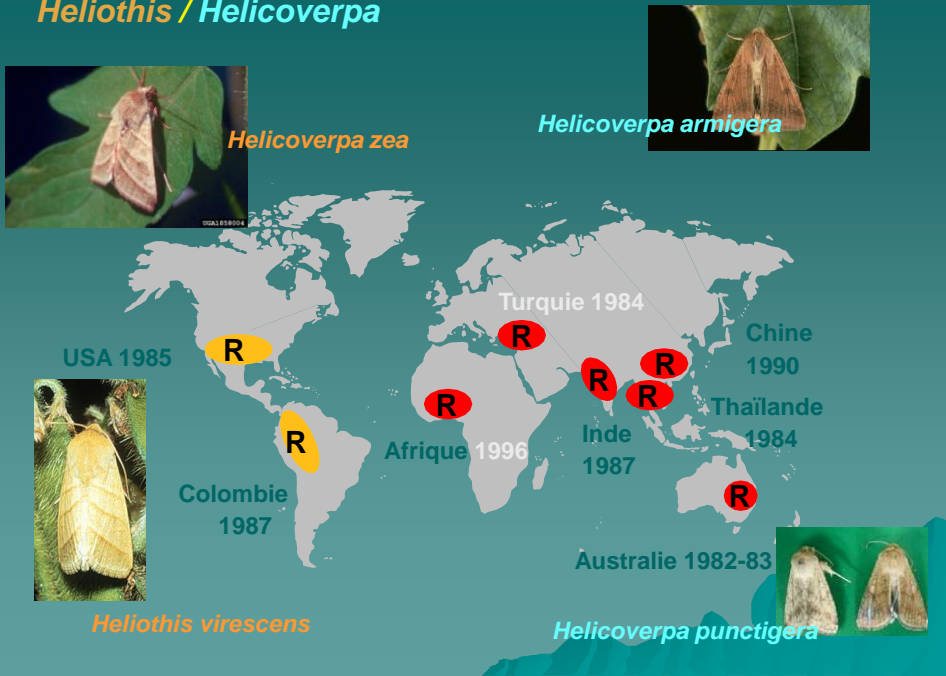 Heliothis / Helicoverpa
Helicoverpa armigera
Helicoverpa zea
UGA1858004
Turquie 1984
USA 1985
R
R
R
R
R
R
R
R
Chine
1990
Thaïlande
1984
Inde
1987
Afrique 1996
Colombie
1987
Australie 1982-83
Heliothis virescens
Helicoverpa punctigera